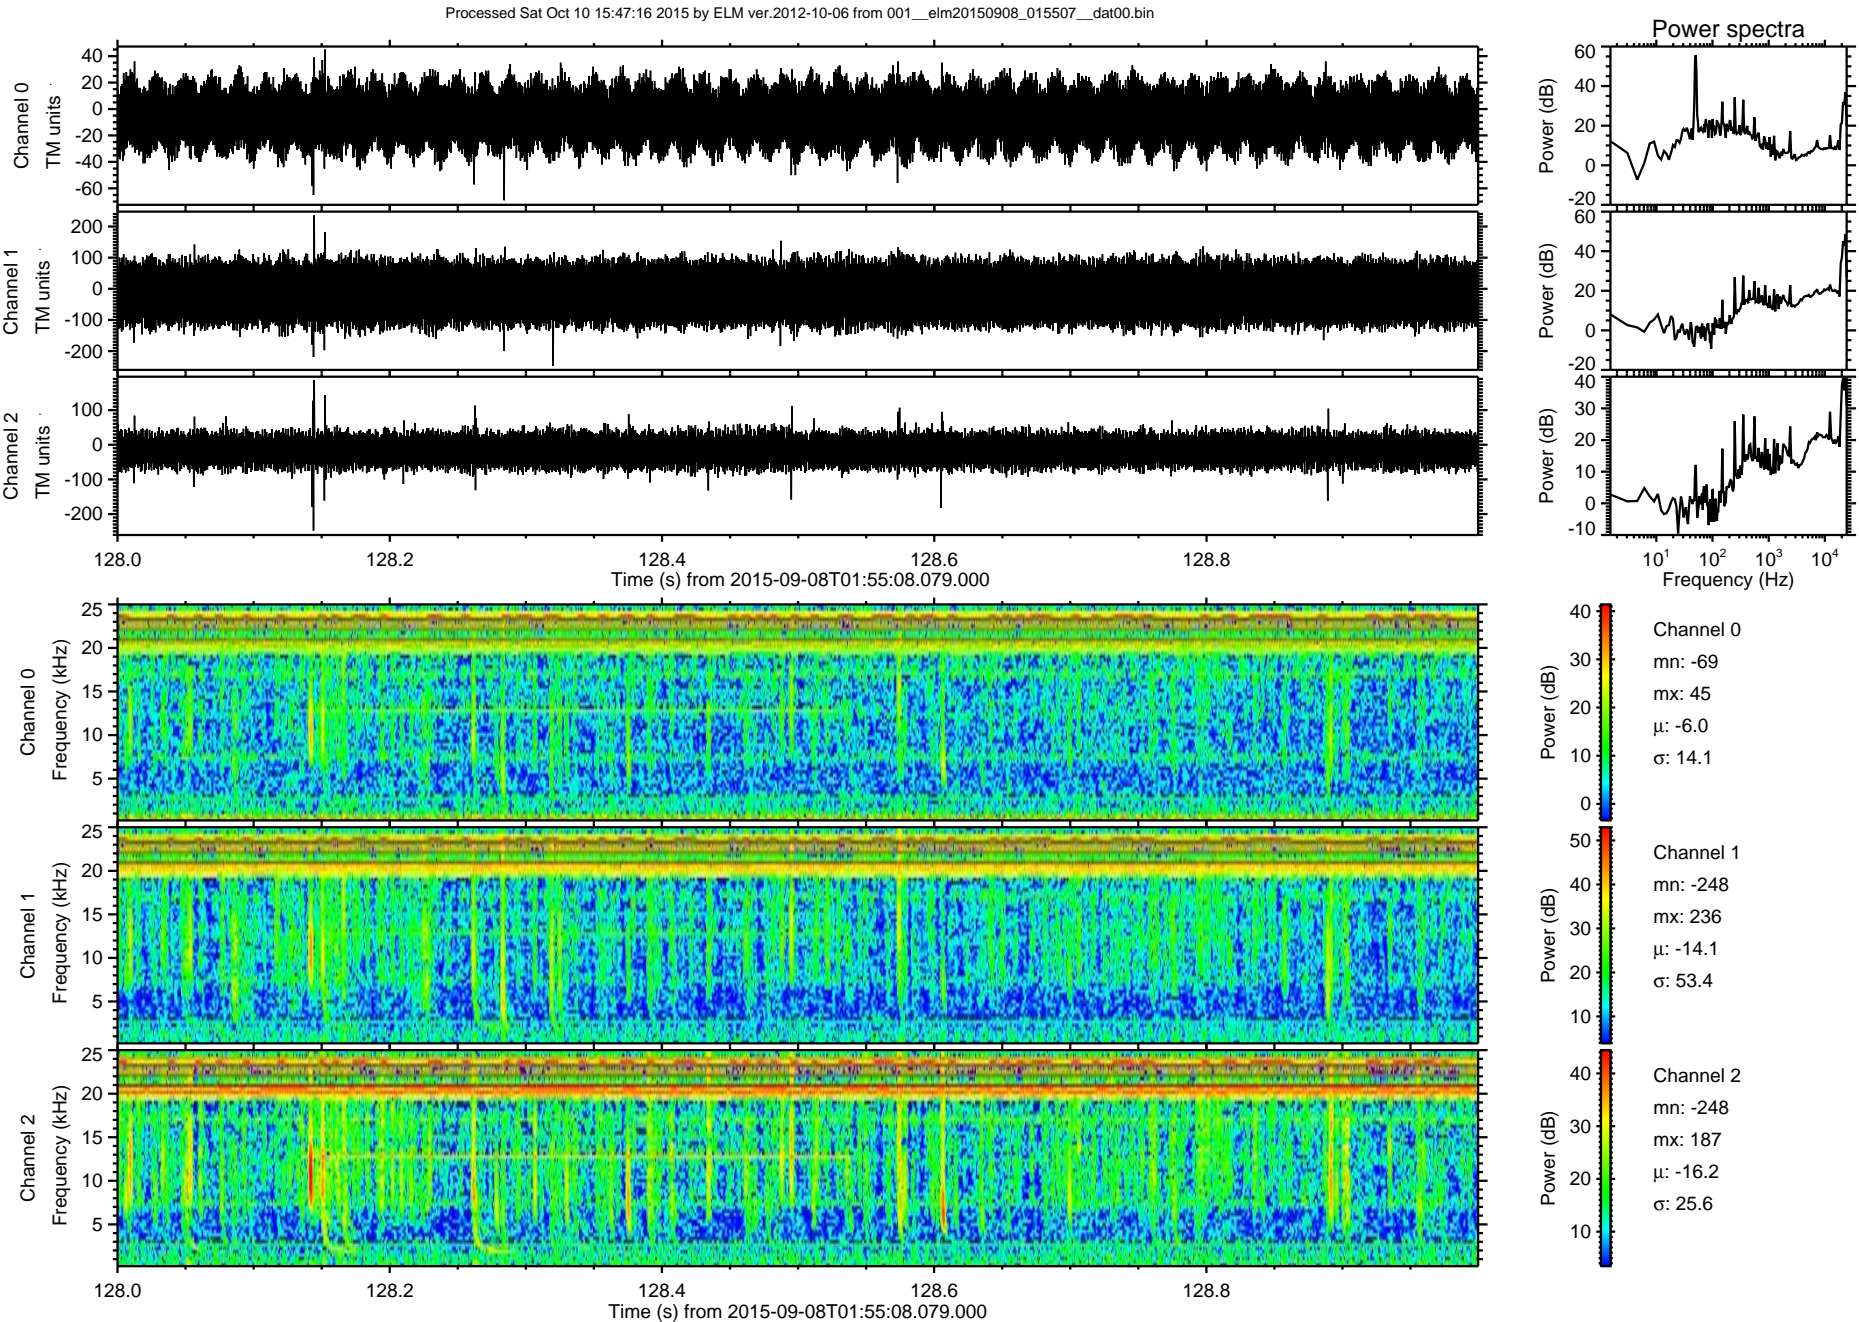 Processed Sat Oct 10 15:47:16 2015 by ELM ver.2012-10-06 from 001__elm20150908_015507__dat00.bin
Power spectra
Channel 0
TM units
40
20
0
-20
-40
-60
Power (dB)
60
40
20
0
-20
Channel 1
TM units
200
100
0
-100
-200
Power (dB)
60
40
20
0
-20
Channel 2
TM units
100
0
-100
-200
Power (dB)
40
30
20
10
0
-10
128.0 128.2 128.4 128.6 128.8
Time (s) from 2015-09-08T01:55:08.079.000
10¹ 10² 10³ 10⁴
Frequency (Hz)
Channel 0
Frequency (kHz)
25
20
15
10
5
Power (dB)
40
30
20
10
0
Channel 0
mn: -69
mx: 45
µ: -6.0
σ: 14.1
Channel 1
Frequency (kHz)
25
20
15
10
5
Power (dB)
50
40
30
20
10
Channel 1
mn: -248
mx: 236
µ: -14.1
σ: 53.4
Channel 2
Frequency (kHz)
25
20
15
10
5
Power (dB)
40
30
20
10
Channel 2
mn: -248
mx: 187
µ: -16.2
σ: 25.6
128.0 128.2 128.4 128.6 128.8
Time (s) from 2015-09-08T01:55:08.079.000